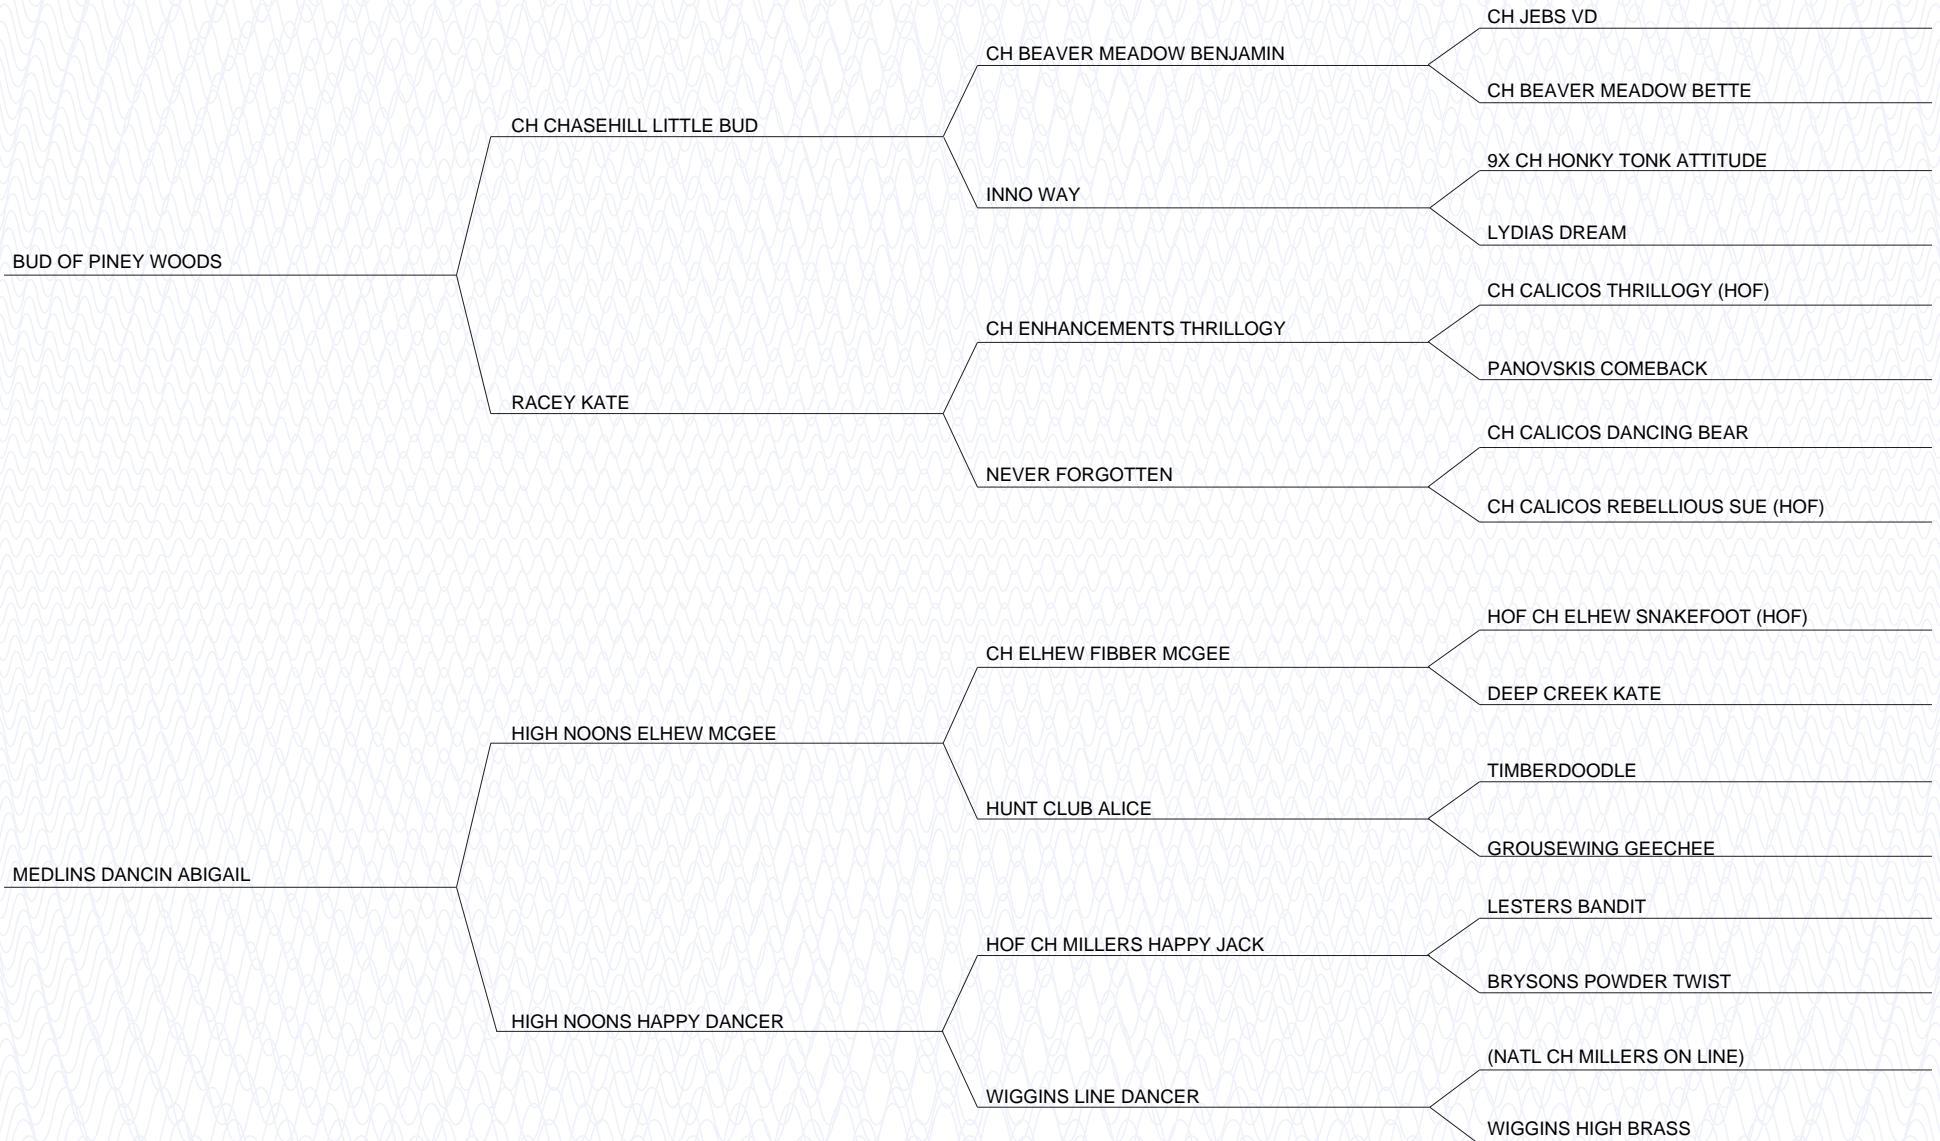 CH JEBS VD
CH BEAVER MEADOW BENJAMIN
CH BEAVER MEADOW BETTE
CH CHASEHILL LITTLE BUD
9X CH HONKY TONK ATTITUDE
INNO WAY
LYDIAS DREAM
BUD OF PINEY WOODS
CH CALICOS THRILLOGY (HOF)
CH ENHANCEMENTS THRILLOGY
PANOVSKIS COMEBACK
RACEY KATE
CH CALICOS DANCING BEAR
NEVER FORGOTTEN
CH CALICOS REBELLIOUS SUE (HOF)
HOF CH ELHEW SNAKEFOOT (HOF)
CH ELHEW FIBBER MCGEE
DEEP CREEK KATE
HIGH NOONS ELHEW MCGEE
TIMBERDOODLE
HUNT CLUB ALICE
GROUSEWING GEECHEE
MEDLINS DANCIN ABIGAIL
LESTERS BANDIT
HOF CH MILLERS HAPPY JACK
BRYSONS POWDER TWIST
HIGH NOONS HAPPY DANCER
(NATL CH MILLERS ON LINE)
WIGGINS LINE DANCER
WIGGINS HIGH BRASS